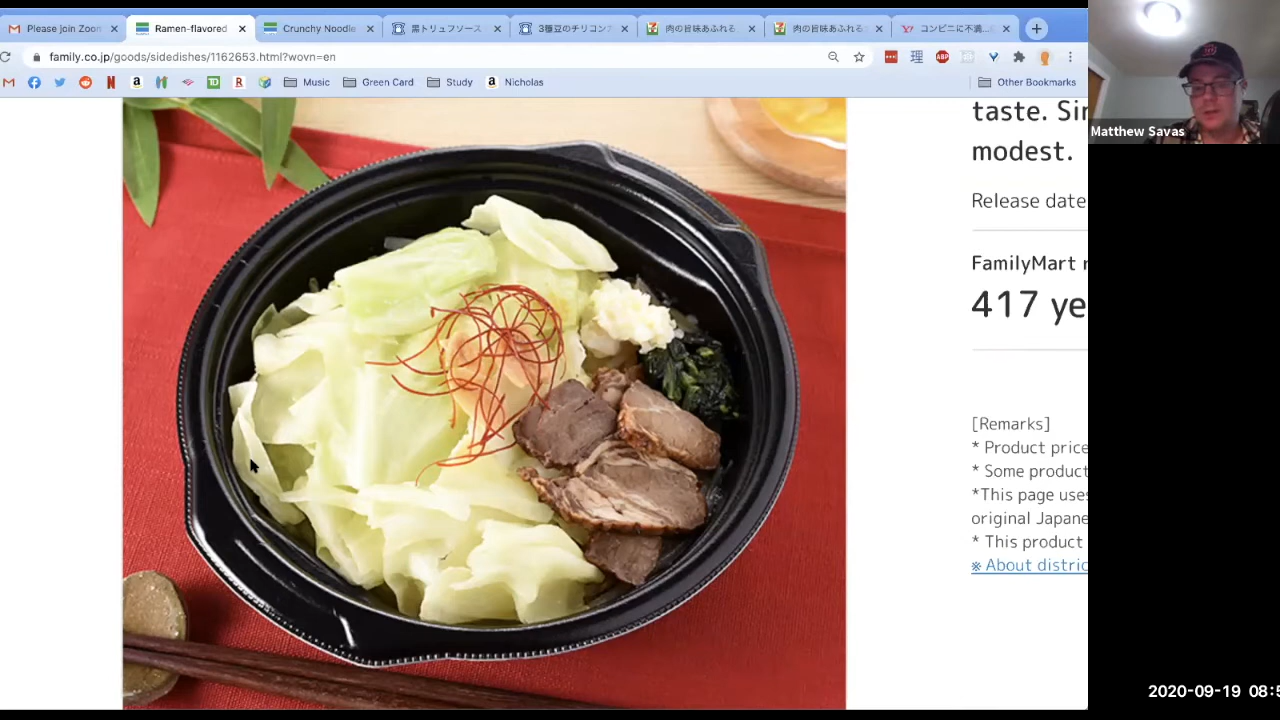 Please join Zoon
Ramen-flavored
Crunchy Noodle
黒トリュフソース
3種豆のチリコン
肉の旨味あふれる
肉の旨味あふれる
コンビニに不満
family.co.jp/goods/sidedishes/1162653.html?wovn=en
Music
Green Card
Study
Nicholas
Other Bookmarks
Matthew Savas
taste. Sin
modest.
Release date
FamilyMart r
417 ye
[Remarks]
* Product price
* Some product
*This page uses
original Japane
* This product
※ About distric
2020-09-19 08:5